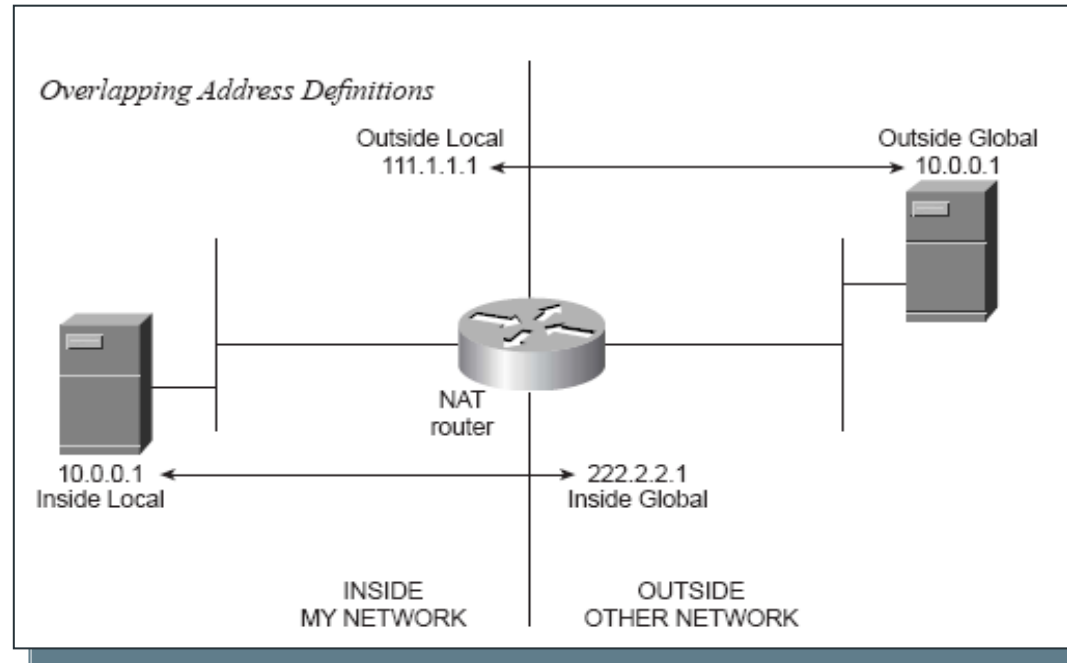 Overlapping Address Definitions
Outside Local
111.1.1.1
Outside Global
10.0.0.1
NAT
router
10.0.0.1
Inside Local
222.2.2.1
Inside Global
INSIDE
MY NETWORK
OUTSIDE
OTHER NETWORK